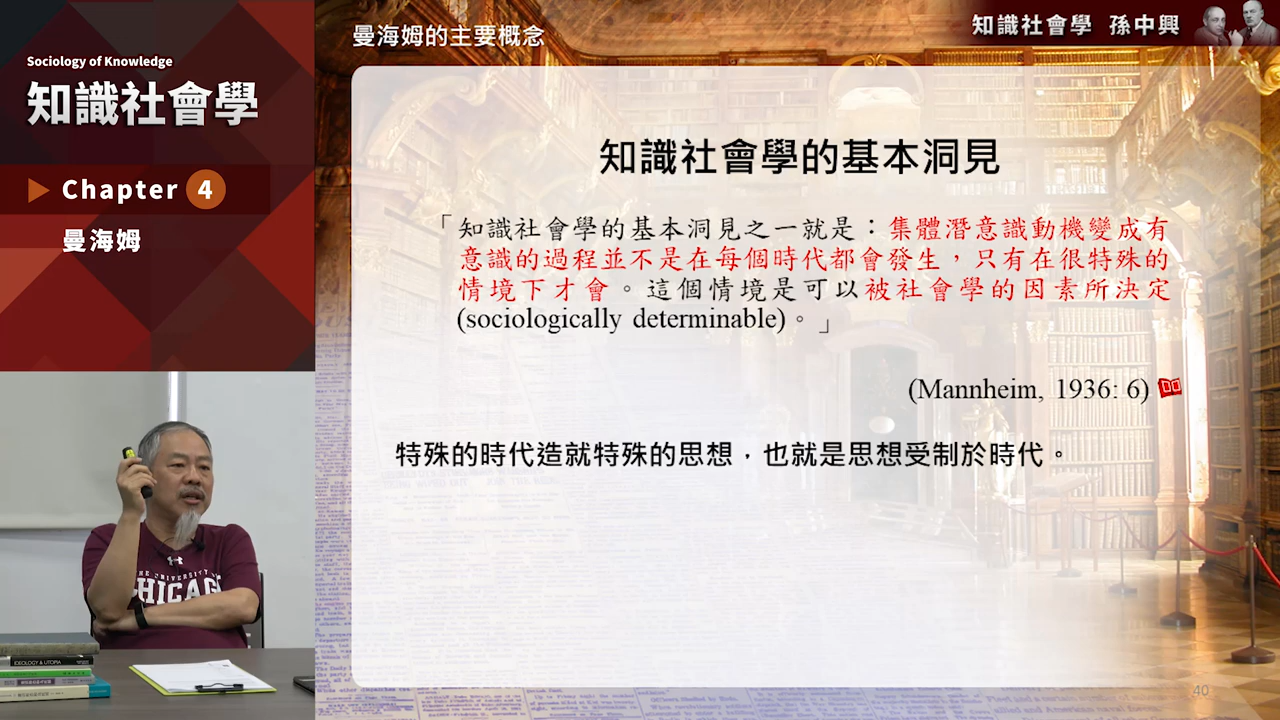 Sociology of Knowledge
知識社會學
Chapter 4
曼海姆
曼海姆的主要概念
知識社會學 孫中興
知識社會學的基本洞見
「知識社會學的基本洞見之一就是：集體潛意識動機變成有
意識的過程並不是在每個時代都會發生，只有在很特殊的
情境下才會。這個情境是可以被社會學的因素所決定
(sociologically determinable)。」
(Mannheim, 1936: 6)
特殊的時代造就特殊的思想，也就是思想受制於時代。
40
THE UNIVERSITY
CHICAG
IDEOLOGY & UTOPIA